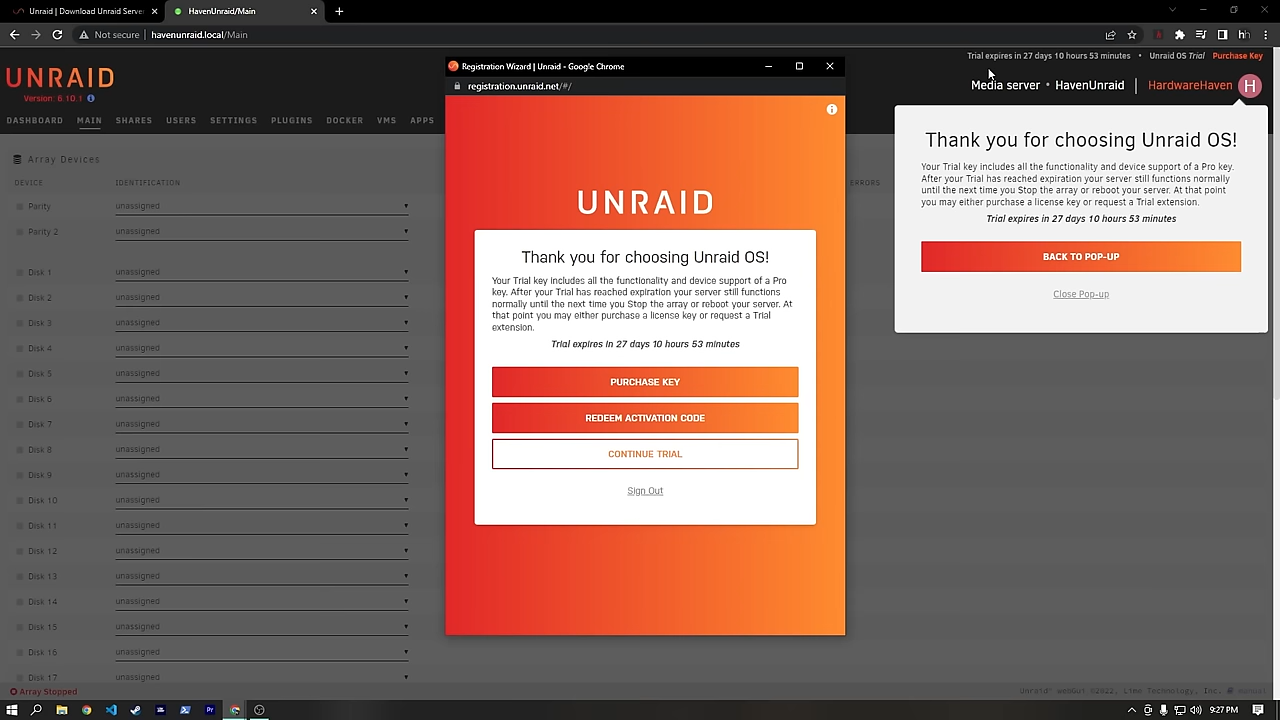 Unraid | Download Unraid Server
HavenUnraid/Main
Not secure | havenunraid.local/Main
Trial expires in 27 days 10 hours 53 minutes • Unraid OS Trial Purchase Key
UNRAID
Version: 6.10.1
Media server • HavenUnraid | HardwareHaven H
DASHBOARD MAIN SHARES USERS SETTINGS PLUGINS DOCKER VMS APPS
Array Devices
DEVICE IDENTIFICATION ERRORS
Parity unassigned
Parity 2 unassigned
Disk 1 unassigned
Disk 2 unassigned
Disk 3 unassigned
Disk 4 unassigned
Disk 5 unassigned
Disk 6 unassigned
Disk 7 unassigned
Disk 8 unassigned
Disk 9 unassigned
Disk 10 unassigned
Disk 11 unassigned
Disk 12 unassigned
Disk 13 unassigned
Disk 14 unassigned
Disk 15 unassigned
Disk 16 unassigned
Disk 17 unassigned
Registration Wizard | Unraid - Google Chrome
registration.unraid.net/#/
UNRAID
Thank you for choosing Unraid OS!
Your Trial key includes all the functionality and device support of a Pro
key. After your Trial has reached expiration your server still functions
normally until the next time you Stop the array or reboot your server. At
that point you may either purchase a license key or request a Trial
extension.
Trial expires in 27 days 10 hours 53 minutes
PURCHASE KEY
REDEEM ACTIVATION CODE
CONTINUE TRIAL
Sign Out
Thank you for choosing Unraid OS!
Your Trial key includes all the functionality and device support of a Pro key.
After your Trial has reached expiration your server still functions normally
until the next time you Stop the array or reboot your server. At that point
you may either purchase a license key or request a Trial extension.
Trial expires in 27 days 10 hours 53 minutes
BACK TO POP-UP
Close Pop-up
Array Stopped
Unraid® webGui ©2022, Lime Technology, Inc. manual
9:27 PM